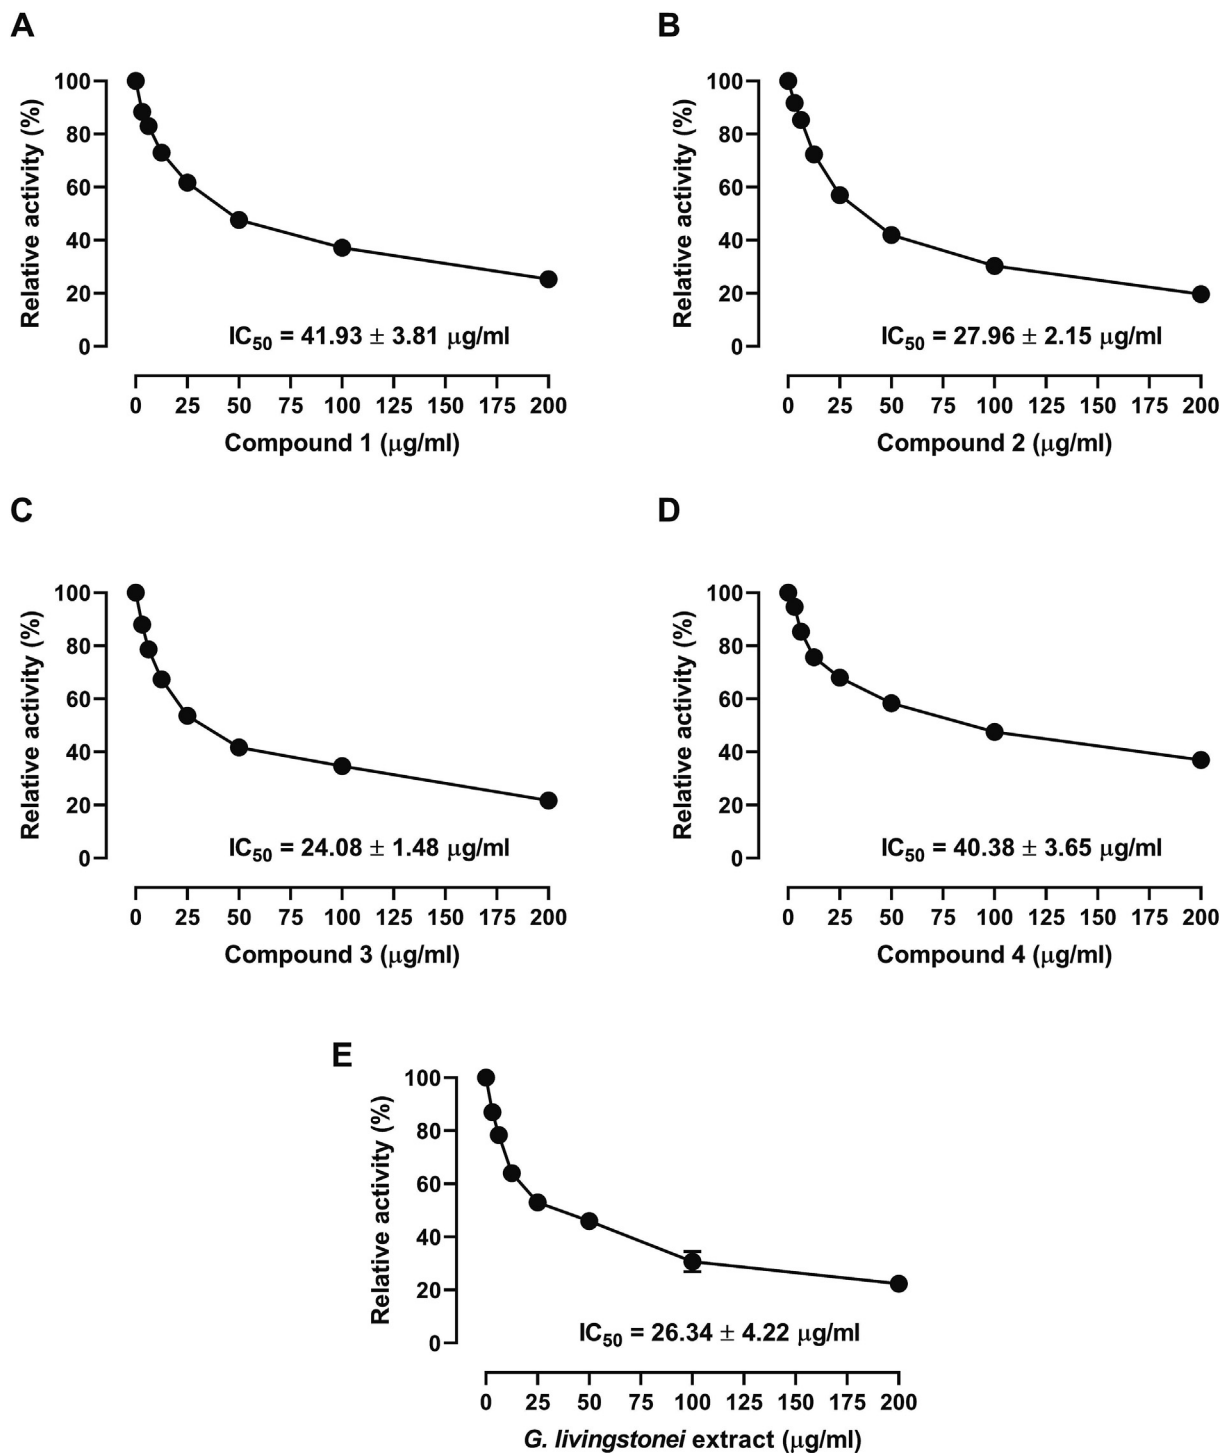 A
Relative activity (%)
100
80
60
40
20
0
IC50 = 41.93 ± 3.81 μg/ml
0 25 50 75 100 125 150 175 200
Compound 1 (μg/ml)
B
Relative activity (%)
100
80
60
40
20
0
IC50 = 27.96 ± 2.15 μg/ml
0 25 50 75 100 125 150 175 200
Compound 2 (μg/ml)
C
Relative activity (%)
100
80
60
40
20
0
IC50 = 24.08 ± 1.48 μg/ml
0 25 50 75 100 125 150 175 200
Compound 3 (μg/ml)
D
Relative activity (%)
100
80
60
40
20
0
IC50 = 40.38 ± 3.65 μg/ml
0 25 50 75 100 125 150 175 200
Compound 4 (μg/ml)
E
Relative activity (%)
100
80
60
40
20
0
IC50 = 26.34 ± 4.22 μg/ml
0 25 50 75 100 125 150 175 200
G. livingstonei extract (μg/ml)